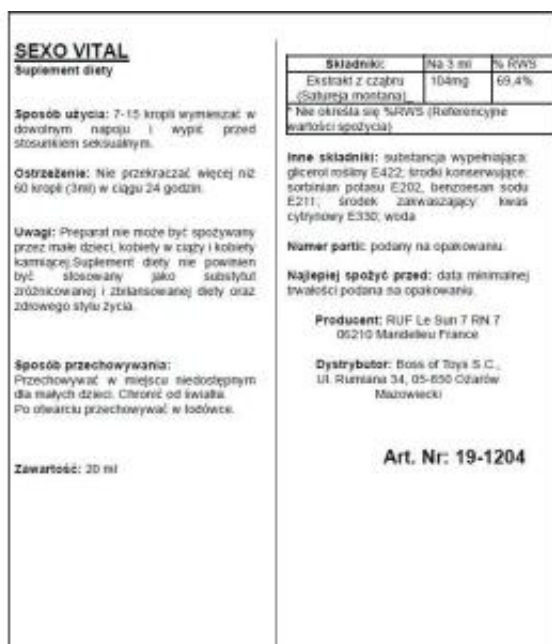 SEXO VITAL
Suplement diety
Sposób użycia: 7-15 kropli wymieszać w
dowolnym napoju i wypić przed
stosunkiem seksualnym.
Ostrzeżenie: Nie przekraczać więcej niż
60 kropli (3ml) w ciągu 24 godzin.
Uwagi: Preparat nie może być spożywany
przez małe dzieci, kobiety w ciąży i kobiety
karmiącej.Suplement diety nie powinien
być stosowany jako substytut
zróżnicowanej i zbilansowanej diety oraz
zdrowego stylu życia.
Sposób przechowywania:
Przechowywać w miejscu niedostępnym
dla małych dzieci. Chronić od światła.
Po otwarciu przechowywać w lodówce.
Zawartość: 20 ml
Składniki: Na 3 ml % RWS
Ekstrakt z cząbru 104mg 69,4%
(Satureja montana)_
* Nie określa się %RWS (Referencyjne
wartości spożycia)
Inne składniki: substancja wypełniająca:
glicerol roślinny E422; środki konserwujące:
sorbinian potasu E202, benzoesan sodu
E211; środek zakwaszający: kwas
cytrynowy E330; woda
Numer partii: podany na opakowaniu.
Najlepiej spożyć przed: data minimalnej
trwałości podana na opakowaniu.
Producent: RUF Le Sun 7 RN 7
06210 Mandelieu France
Dystrybutor: Boss of Toys S.C.,
Ul. Rumiana 34, 05-850 Ożarów
Mazowiecki
Art. Nr: 19-1204